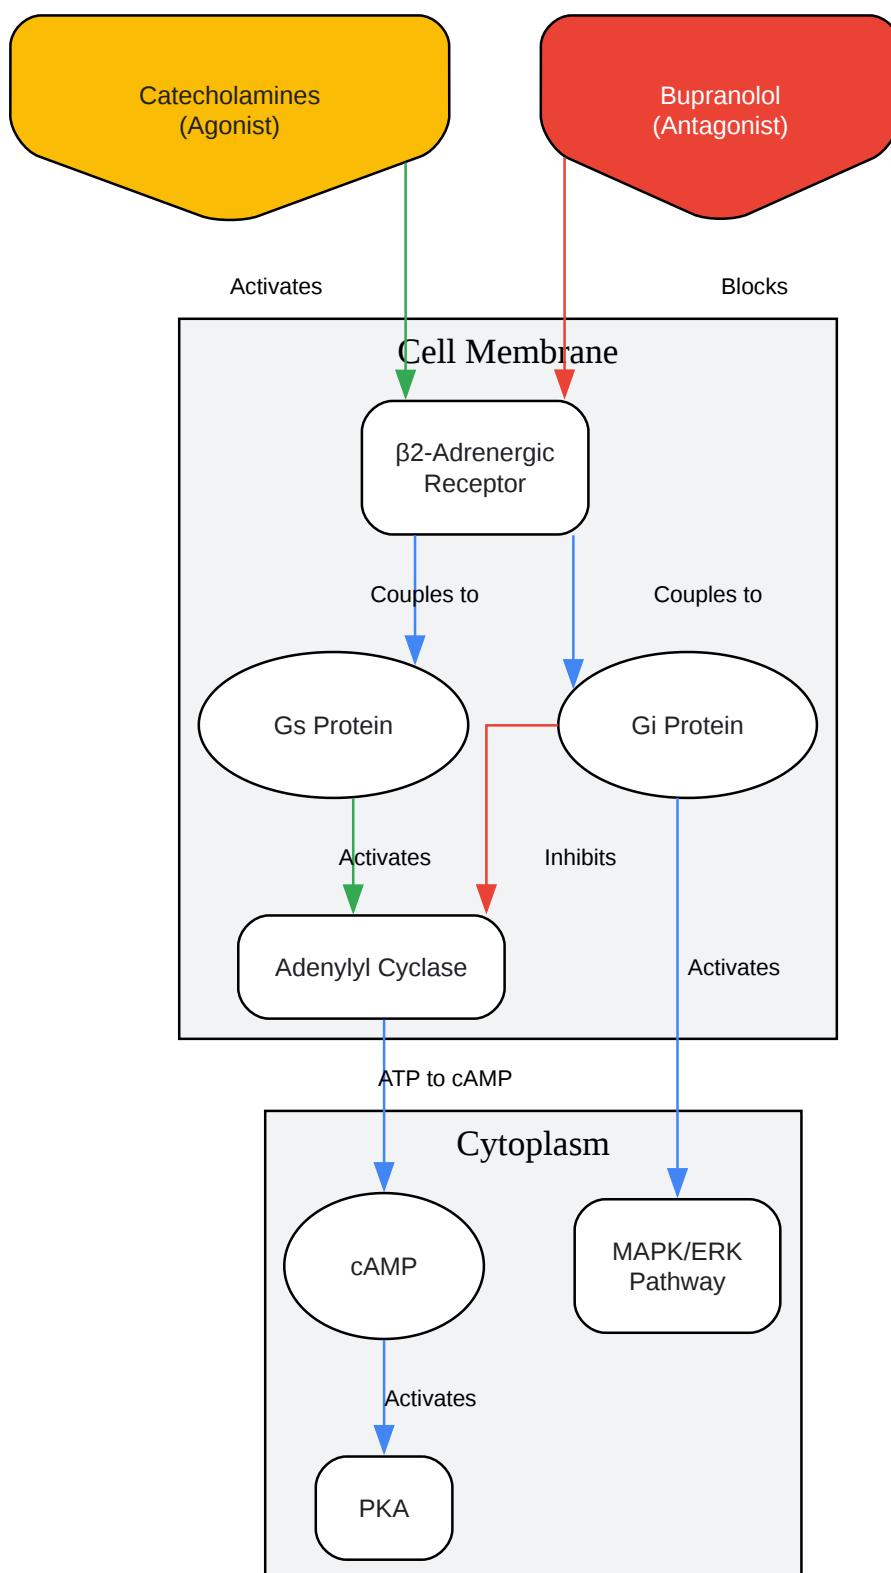 Catecholamines
(Agonist)
Bupranolol
(Antagonist)
Activates
Blocks
Cell Membrane
β2-Adrenergic
Receptor
Couples to
Couples to
Gs Protein
Gi Protein
Activates
Inhibits
Adenylyl Cyclase
Activates
ATP to cAMP
Cytoplasm
cAMP
MAPK/ERK
Pathway
Activates
PKA